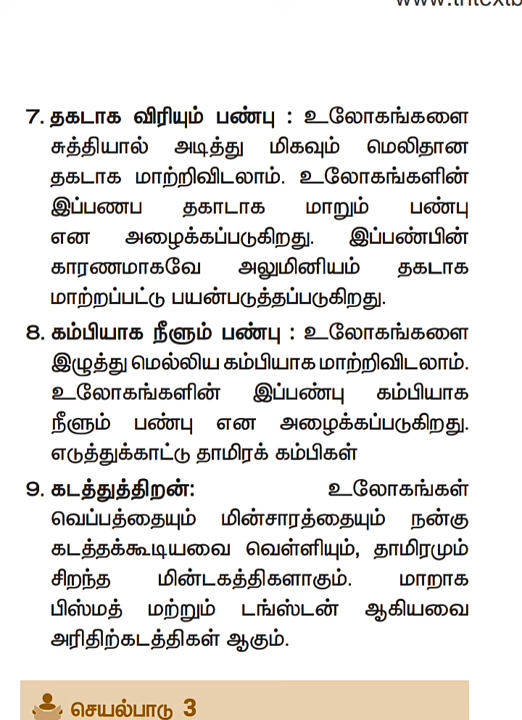 7. தகடாக விரியும் பண்பு : உலோகங்களை
சுத்தியால் அடித்து மிகவும் மெலிதான
தகடாக மாற்றிவிடலாம். உலோகங்களின்
இப்பணப தகாடாக மாறும் பண்பு
என அழைக்கப்படுகிறது. இப்பண்பின்
காரணமாகவே அலுமினியம் தகடாக
மாற்றப்பட்டு பயன்படுத்தப்படுகிறது.
8. கம்பியாக நீளும் பண்பு : உலோகங்களை
இழுத்து மெல்லிய கம்பியாக மாற்றிவிடலாம்.
உலோகங்களின் இப்பண்பு கம்பியாக
நீளும் பண்பு என அழைக்கப்படுகிறது.
எடுத்துக்காட்டு தாமிரக் கம்பிகள்
9. கடத்துத்திறன்: உலோகங்கள்
வெப்பத்தையும் மின்சாரத்தையும் நன்கு
கடத்தக்கூடியவை வெள்ளியும், தாமிரமும்
சிறந்த மின்டகத்திகளாகும். மாறாக
பிஸ்மத் மற்றும் டங்ஸ்டன் ஆகியவை
அரிதிற்கடத்திகள் ஆகும்.
செயல்பாடு 3